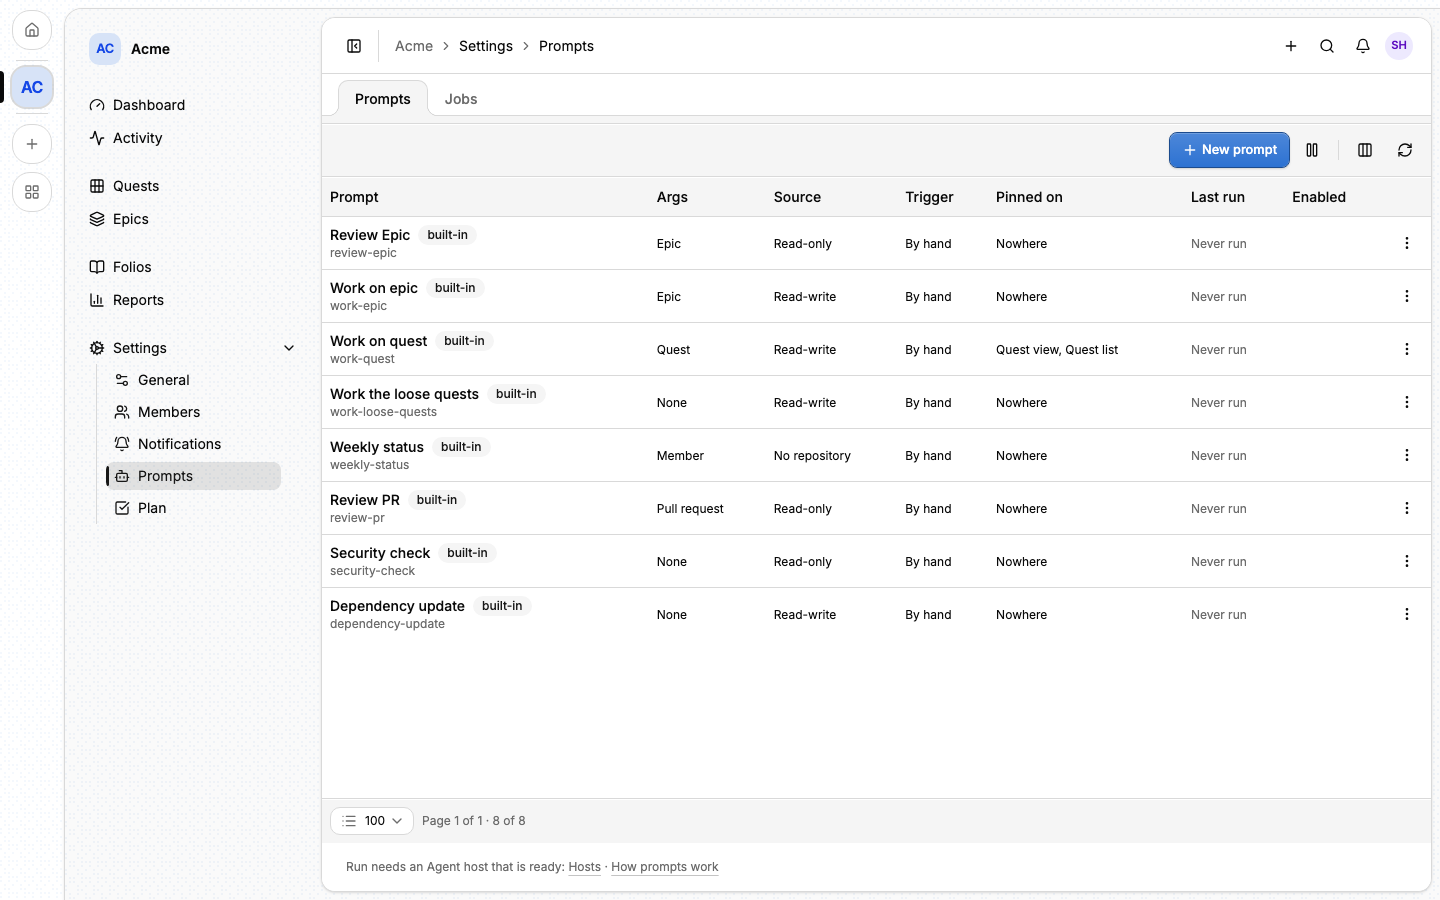 AC Acme
Acme > Settings > Prompts
SH
AC
Dashboard
Activity
Quests
Epics
Folios
Reports
Settings
General
Members
Notifications
Prompts
Plan
Prompts Jobs
New prompt
Prompt Args Source Trigger Pinned on Last run Enabled
Review Epic built-in
review-epic
Epic Read-only By hand Nowhere Never run
Work on epic built-in
work-epic
Epic Read-write By hand Nowhere Never run
Work on quest built-in
work-quest
Quest Read-write By hand Quest view, Quest list Never run
Work the loose quests built-in
work-loose-quests
None Read-write By hand Nowhere Never run
Weekly status built-in
weekly-status
Member No repository By hand Nowhere Never run
Review PR built-in
review-pr
Pull request Read-only By hand Nowhere Never run
Security check built-in
security-check
None Read-only By hand Nowhere Never run
Dependency update built-in
dependency-update
None Read-write By hand Nowhere Never run
100 Page 1 of 1 · 8 of 8
Run needs an Agent host that is ready: Hosts · How prompts work